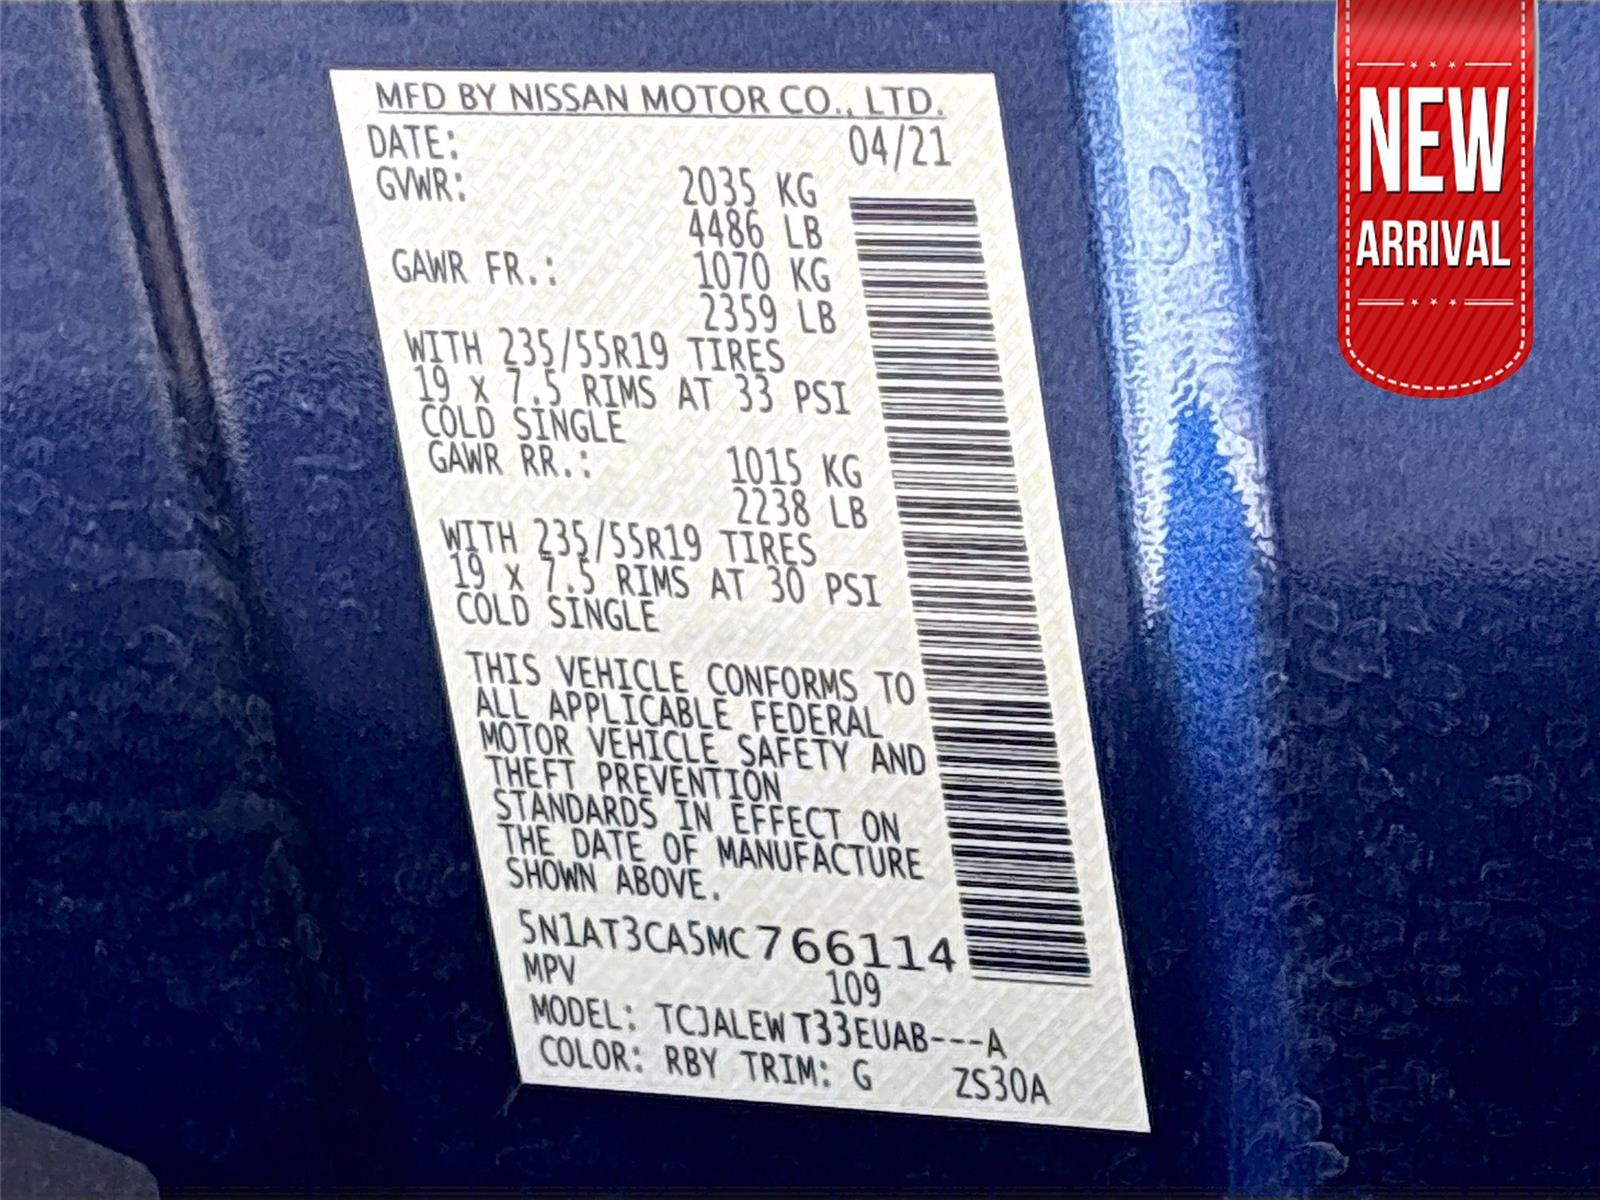 MFD BY NISSAN MOTOR CO., LTD.
DATE: 04/21
GVWR: 2035 KG
4486 LB
GAWR FR.: 1070 KG
2359 LB
WITH 235/55R19 TIRES
19 x 7.5 RIMS AT 33 PSI
COLD SINGLE
GAWR RR.: 1015 KG
2238 LB
WITH 235/55R19 TIRES
19 x 7.5 RIMS AT 30 PSI
COLD SINGLE
THIS VEHICLE CONFORMS TO
ALL APPLICABLE FEDERAL
MOTOR VEHICLE SAFETY AND
THEFT PREVENTION
STANDARDS IN EFFECT ON
THE DATE OF MANUFACTURE
SHOWN ABOVE.
5N1AT3CA5MC766114
MPV 109
MODEL: TCJALEW T33EUAB---A
COLOR: RBY TRIM: G ZS30A
NEW
ARRIVAL